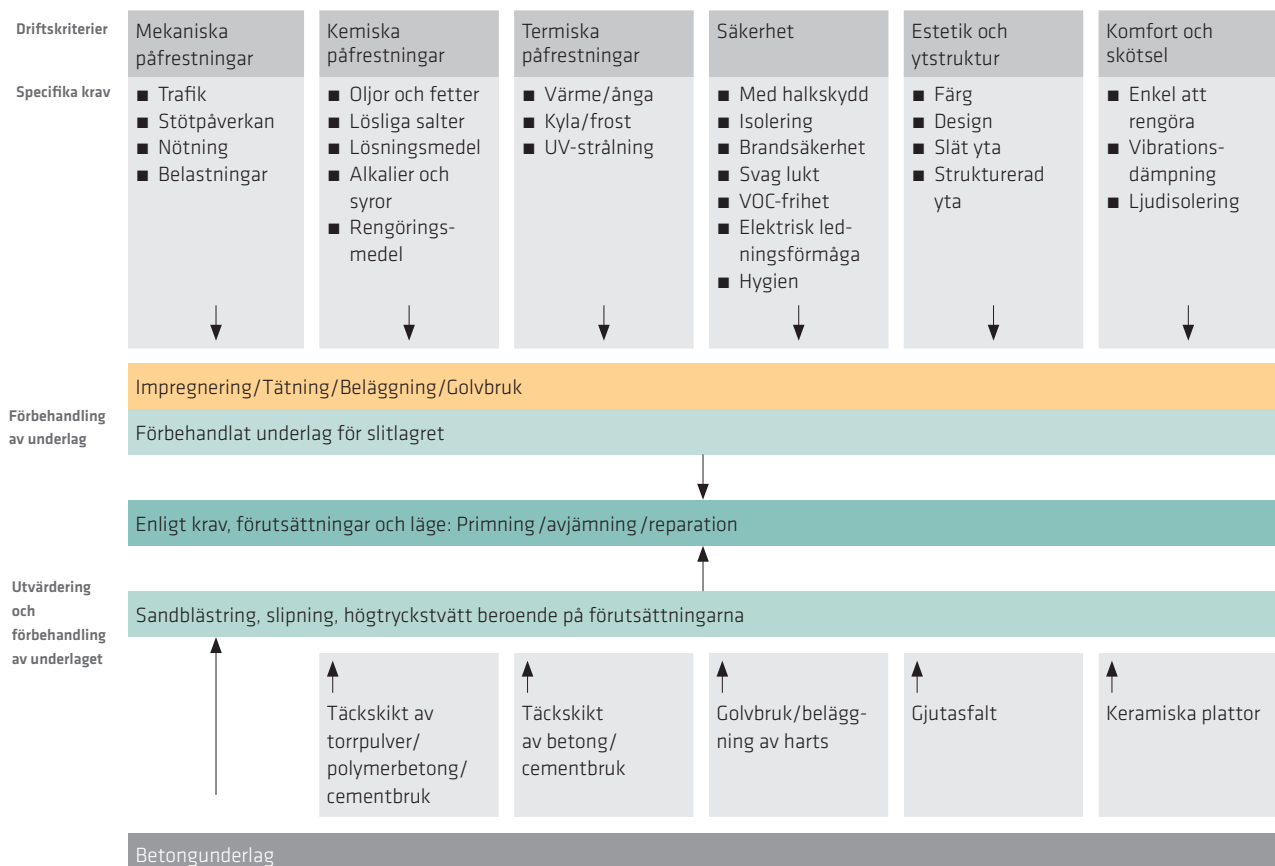 Driftskriterier
Mekaniska
påfrestningar
Kemiska
påfrestningar
Termiska
påfrestningar
Säkerhet
Estetik och
ytstruktur
Komfort och
skötsel
Specifika krav
■ Trafik
■ Stötpåverkan
■ Nötning
■ Belastningar
■ Oljor och fetter
■ Lösliga salter
■ Lösningsmedel
■ Alkalier och
syror
■ Rengörings-
medel
■ Värme/ånga
■ Kyla/frost
■ UV-strålning
■ Med halkskydd
■ Isolering
■ Brandsäkerhet
■ Svag lukt
■ VOC-frihet
■ Elektrisk led-
ningsförmåga
■ Hygien
■ Färg
■ Design
■ Slät yta
■ Strukturerad
yta
■ Enkel att
rengöra
■ Vibrations-
dämpning
■ Ljudisolering
Impregnering/Tätning/Beläggning/Golvbruk
Förbehandling
av underlag
Förbehandlat underlag för slitlagret
Enligt krav, förutsättningar och läge: Primning/avjämning/reparation
Utvärdering
och
förbehandling
av underlaget
Sandblästring, slipning, högtryckstvätt beroende på förutsättningarna
Täckskikt av
torrpulver/
polymerbetong/
cementbruk
Täckskikt
av betong/
cementbruk
Golvbruk/belägg-
ning av harts
Gjutasfalt
Keramiska plattor
Betongunderlag